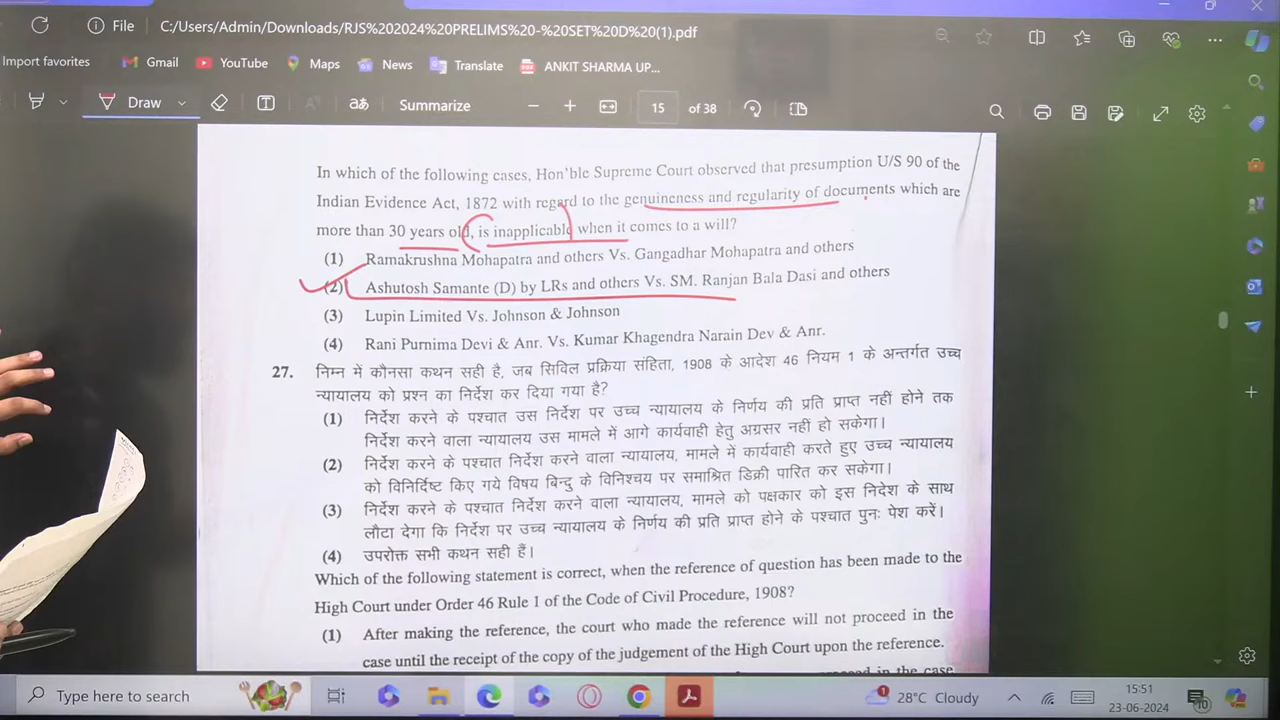 File C:/Users/Admin/Downloads/RJS%202024%20PRELIMS%20-%20SET%20D%20(1).pdf
Import favorites Gmail YouTube Maps News Translate ANKIT SHARMA UP...
Draw aあ Summarize 15 of 38
In which of the following cases, Hon'ble Supreme Court observed that presumption U/S 90 of the
Indian Evidence Act, 1872 with regard to the genuineness and regularity of documents which are
more than 30 years old, is inapplicable when it comes to a will?
(1) Ramakrushna Mohapatra and others Vs. Gangadhar Mohapatra and others
(2) Ashutosh Samante (D) by LRs and others Vs. SM. Ranjan Bala Dasi and others
(3) Lupin Limited Vs. Johnson & Johnson
(4) Rani Purnima Devi & Anr. Vs. Kumar Khagendra Narain Dev & Anr.
27. निम्न में कौनसा कथन सही है, जब सिविल प्रक्रिया संहिता, 1908 के आदेश 46 नियम 1 के अन्तर्गत उच्च
न्यायालय को प्रश्न का निर्देश कर दिया गया है?
(1) निर्देश करने के पश्चात उस निर्देश पर उच्च न्यायालय के निर्णय की प्रति प्राप्त नहीं होने तक
निर्देश करने वाला न्यायालय उस मामले में आगे कार्यवाही हेतु अग्रसर नहीं हो सकेगा।
(2) निर्देश करने के पश्चात निर्देश करने वाला न्यायालय, मामले में कार्यवाही करते हुए उच्च न्यायालय
को विनिर्दिष्ट किए गये विषय बिन्दु के विनिश्चय पर समाश्रित डिक्री पारित कर सकेगा।
(3) निर्देश करने के पश्चात निर्देश करने वाला न्यायालय, मामले को पक्षकार को इस निदेश के साथ
लौटा देगा कि निर्देश पर उच्च न्यायालय के निर्णय की प्रति प्राप्त होने के पश्चात पुनः पेश करें।
(4) उपरोक्त सभी कथन सही हैं।
Which of the following statement is correct, when the reference of question has been made to the
High Court under Order 46 Rule 1 of the Code of Civil Procedure, 1908?
(1) After making the reference, the court who made the reference will not proceed in the
case until the receipt of the copy of the judgement of the High Court upon the reference.
in the case
Type here to search 28°C Cloudy 15:51
23-06-2024 10